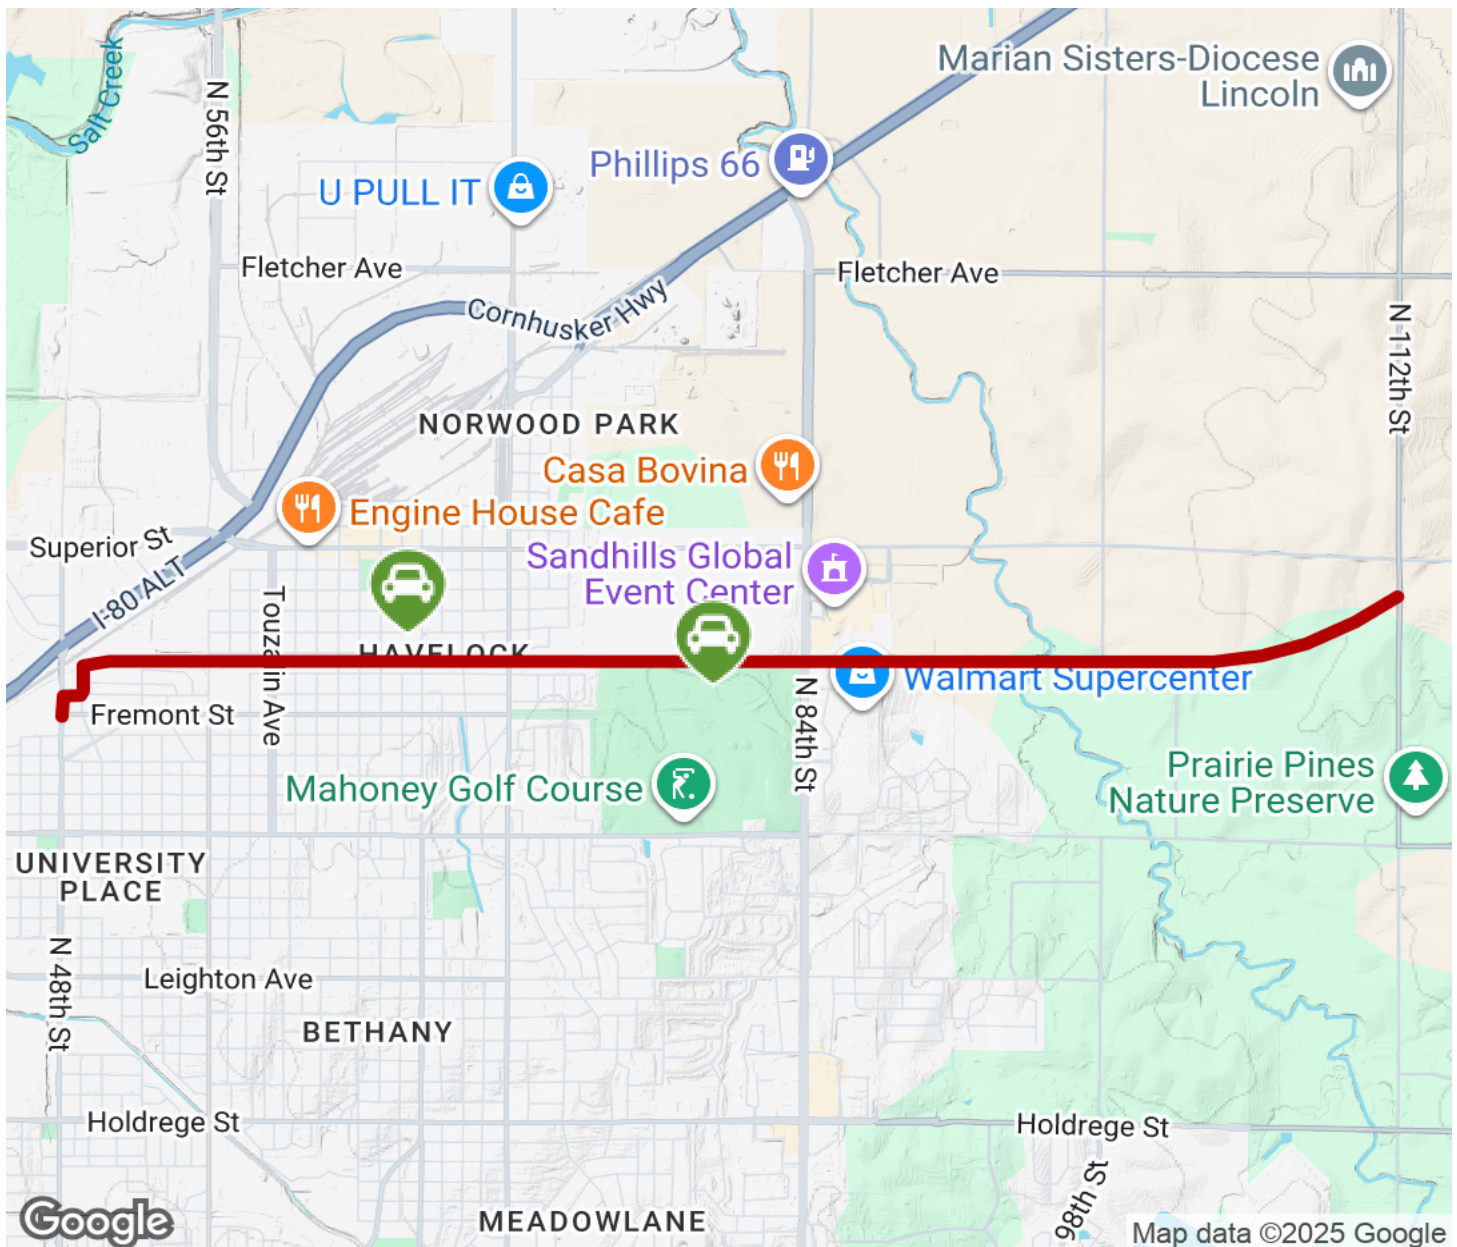 Marian Sisters-Diocese
Lincoln
Salt Creek
N 56th St
Phillips 66
U PULL IT
Fletcher Ave
Fletcher Ave
Cornhusker Hwy
N 112th St
NORWOOD PARK
Casa Bovina
Engine House Cafe
Superior St
Sandhills Global
Event Center
I-80 ALT
Touzalin Ave
HAVELOCK
Walmart Supercenter
Fremont St
N 84th St
Mahoney Golf Course
Prairie Pines
Nature Preserve
UNIVERSITY
PLACE
N 48th St
Leighton Ave
BETHANY
Holdrege St
Holdrege St
98th St
MEADOWLANE
Google
Map data ©2025 Google